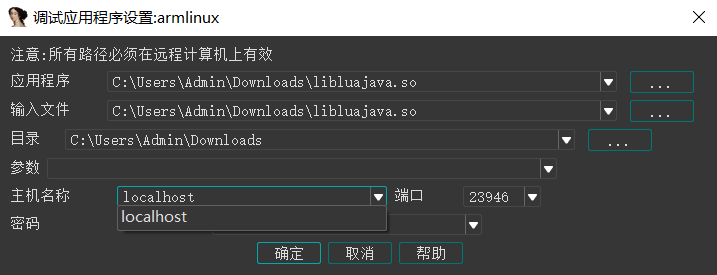 调试应用程序设置:armlinux
注意:所有路径必须在远程计算机上有效
应用程序 C:\Users\Admin\Downloads\libluajava.so ...
输入文件 C:\Users\Admin\Downloads\libluajava.so ...
目录 C:\Users\Admin\Downloads ...
参数
主机名称 localhost 端口 23946
localhost
密码
确定 取消 帮助